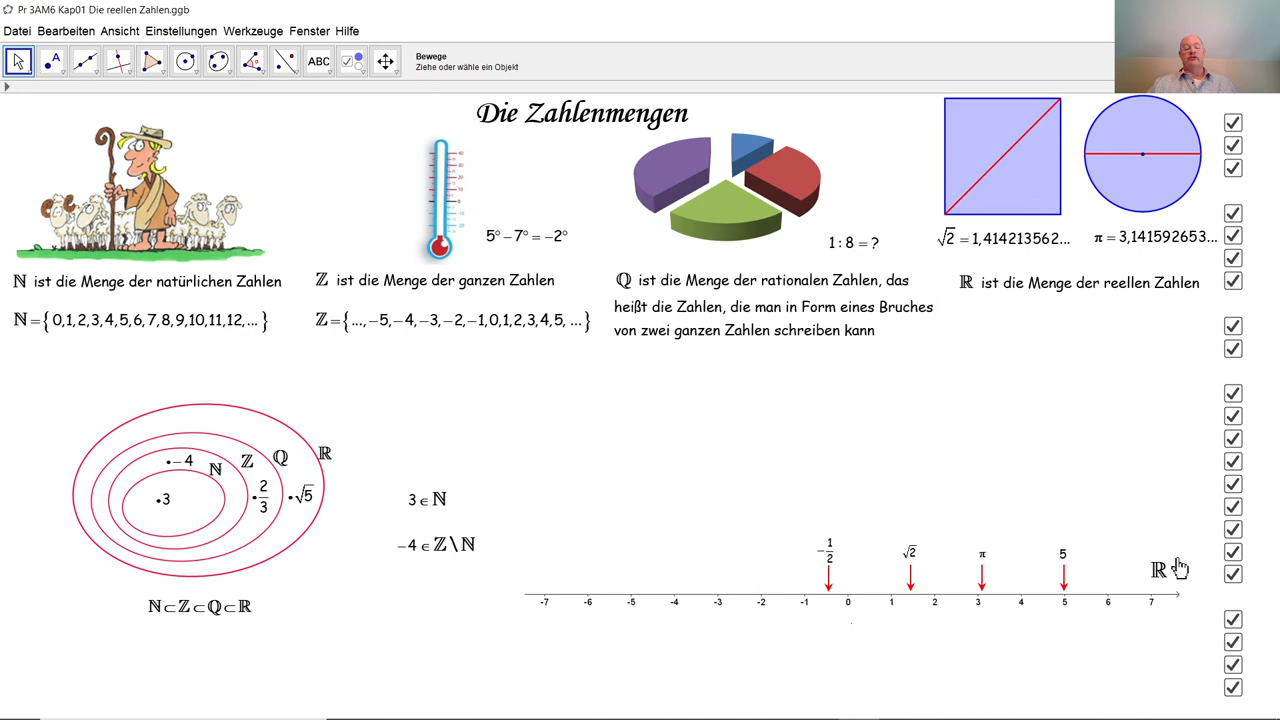 Pr 3AM6 Kap01 Die reellen Zahlen.ggb
Datei Bearbeiten Ansicht Einstellungen Werkzeuge Fenster Hilfe
A
ABC
Bewege
Ziehe oder wähle ein Objekt
Die Zahlenmengen
5° − 7° = −2°
1 : 8 = ?
√2 = 1,414213562...
π = 3,141592653...
ℕ ist die Menge der natürlichen Zahlen
ℕ = { 0,1,2,3,4,5,6,7,8,9,10,11,12,... }
ℤ ist die Menge der ganzen Zahlen
ℤ = { ..., −5, −4, −3, −2, −1,0,1,2,3,4,5, ... }
ℚ ist die Menge der rationalen Zahlen, das
heißt die Zahlen, die man in Form eines Bruches
von zwei ganzen Zahlen schreiben kann
ℝ ist die Menge der reellen Zahlen
−4 ℕ ℤ ℚ ℝ
3 2/3 √5
ℕ ⊂ ℤ ⊂ ℚ ⊂ ℝ
3 ∈ ℕ
−4 ∈ ℤ \ ℕ
−1/2 √2 π 5
ℝ
-7 -6 -5 -4 -3 -2 -1 0 1 2 3 4 5 6 7